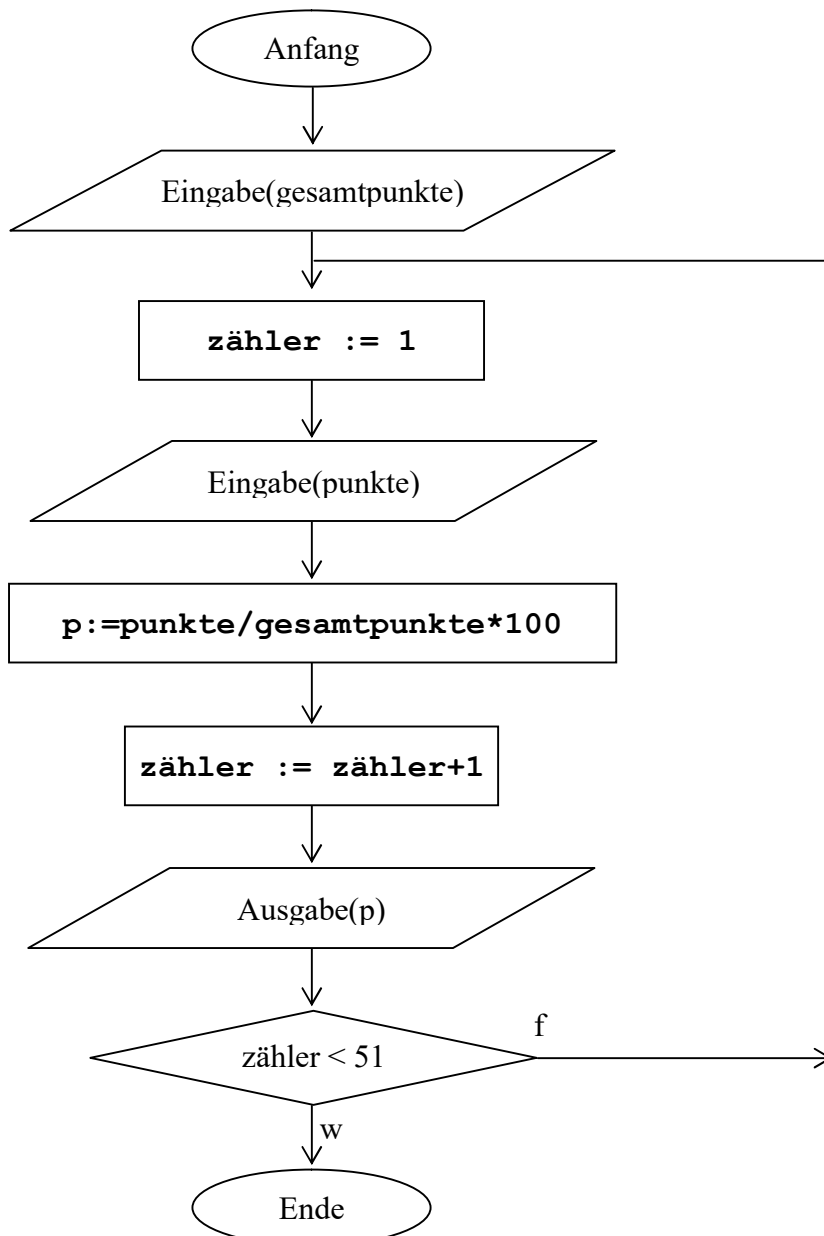 Anfang
Eingabe(gesamtpunkte)
zähler := 1
Eingabe(punkte)
p:=punkte/gesamtpunkte*100
zähler := zähler+1
Ausgabe(p)
zähler < 51
f
w
Ende